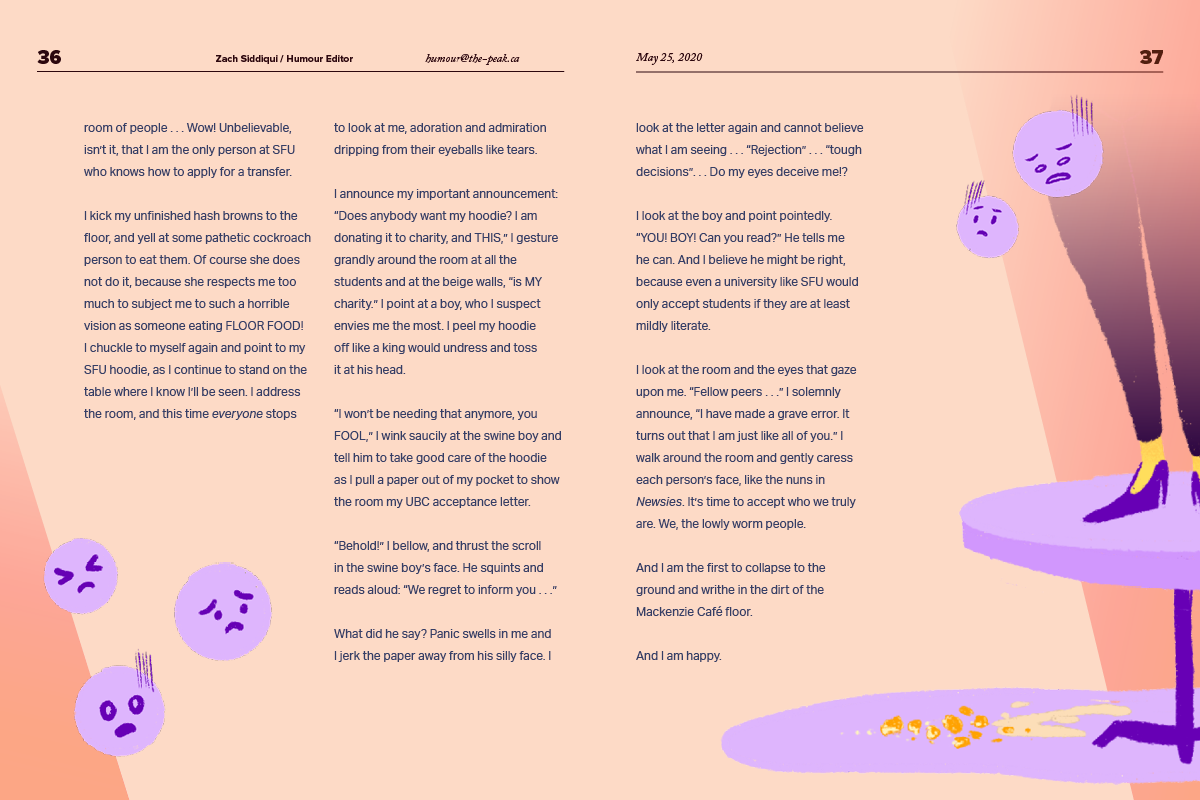 36
Zach Siddiqui / Humour Editor
humour@the-peak.ca
room of people . . . Wow! Unbelievable,
isn't it, that I am the only person at SFU
who knows how to apply for a transfer.
I kick my unfinished hash browns to the
floor, and yell at some pathetic cockroach
person to eat them. Of course she does
not do it, because she respects me too
much to subject me to such a horrible
vision as someone eating FLOOR FOOD!
I chuckle to myself again and point to my
SFU hoodie, as I continue to stand on the
table where I know I'll be seen. I address
the room, and this time everyone stops
to look at me, adoration and admiration
dripping from their eyeballs like tears.
I announce my important announcement:
"Does anybody want my hoodie? I am
donating it to charity, and THIS," I gesture
grandly around the room at all the
students and at the beige walls, "is MY
charity." I point at a boy, who I suspect
envies me the most. I peel my hoodie
off like a king would undress and toss
it at his head.
"I won't be needing that anymore, you
FOOL," I wink saucily at the swine boy and
tell him to take good care of the hoodie
as I pull a paper out of my pocket to show
the room my UBC acceptance letter.
"Behold!" I bellow, and thrust the scroll
in the swine boy's face. He squints and
reads aloud: "We regret to inform you . . ."
What did he say? Panic swells in me and
I jerk the paper away from his silly face. I
May 25, 2020
37
look at the letter again and cannot believe
what I am seeing . . . "Rejection" . . . "tough
decisions". . . Do my eyes deceive me!?
I look at the boy and point pointedly.
"YOU! BOY! Can you read?" He tells me
he can. And I believe he might be right,
because even a university like SFU would
only accept students if they are at least
mildly literate.
I look at the room and the eyes that gaze
upon me. "Fellow peers . . ." I solemnly
announce, "I have made a grave error. It
turns out that I am just like all of you." I
walk around the room and gently caress
each person's face, like the nuns in
Newsies. It's time to accept who we truly
are. We, the lowly worm people.
And I am the first to collapse to the
ground and writhe in the dirt of the
Mackenzie Café floor.
And I am happy.